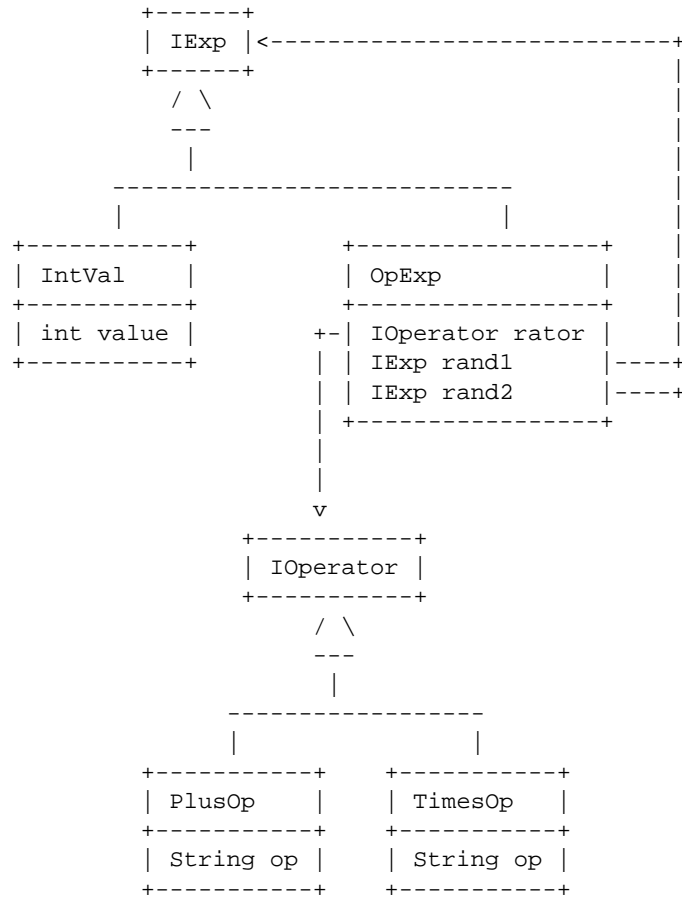 IExp
IntVal OpExp
int value IOperator rator
IExp rand1
IExp rand2
v
IOperator
PlusOp TimesOp
String op String op